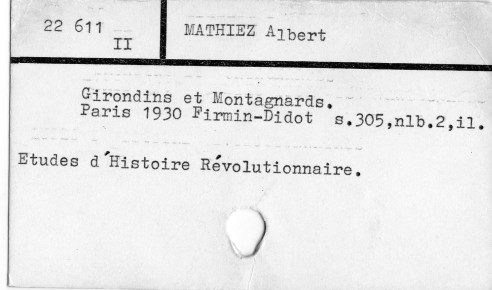 22 611
II
MATHIEZ Albert
Girondins et Montagnards.
Paris 1930 Firmin-Didot s.305,nlb.2,il.
Etudes d'Histoire Révolutionnaire.